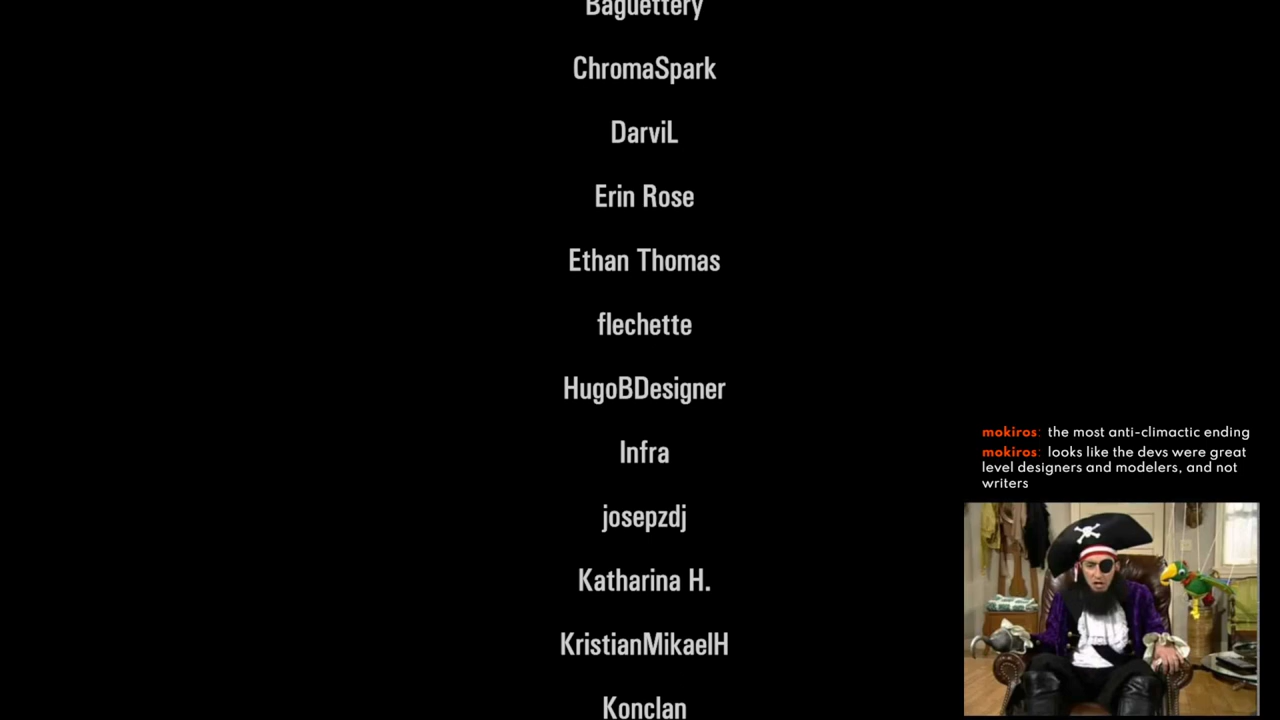 Baguettery
ChromaSpark
DarviL
Erin Rose
Ethan Thomas
flechette
HugoBDesigner
Infra
josepzdj
Katharina H.
KristianMikaelH
Konclan
mokiros: the most anti-climactic ending
mokiros: looks like the devs were great
level designers and modelers, and not
writers